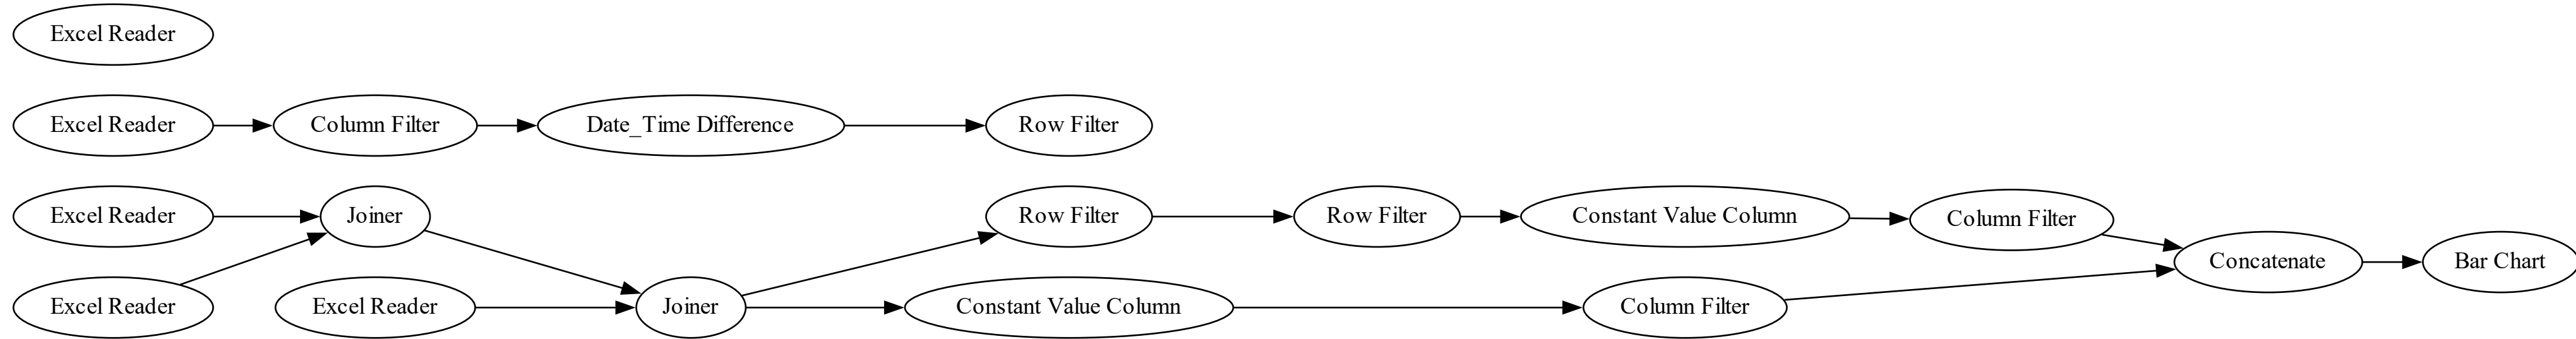 Excel Reader
Excel Reader
Column Filter
Date_Time Difference
Row Filter
Excel Reader
Joiner
Row Filter
Row Filter
Constant Value Column
Column Filter
Concatenate
Bar Chart
Excel Reader
Excel Reader
Joiner
Constant Value Column
Column Filter